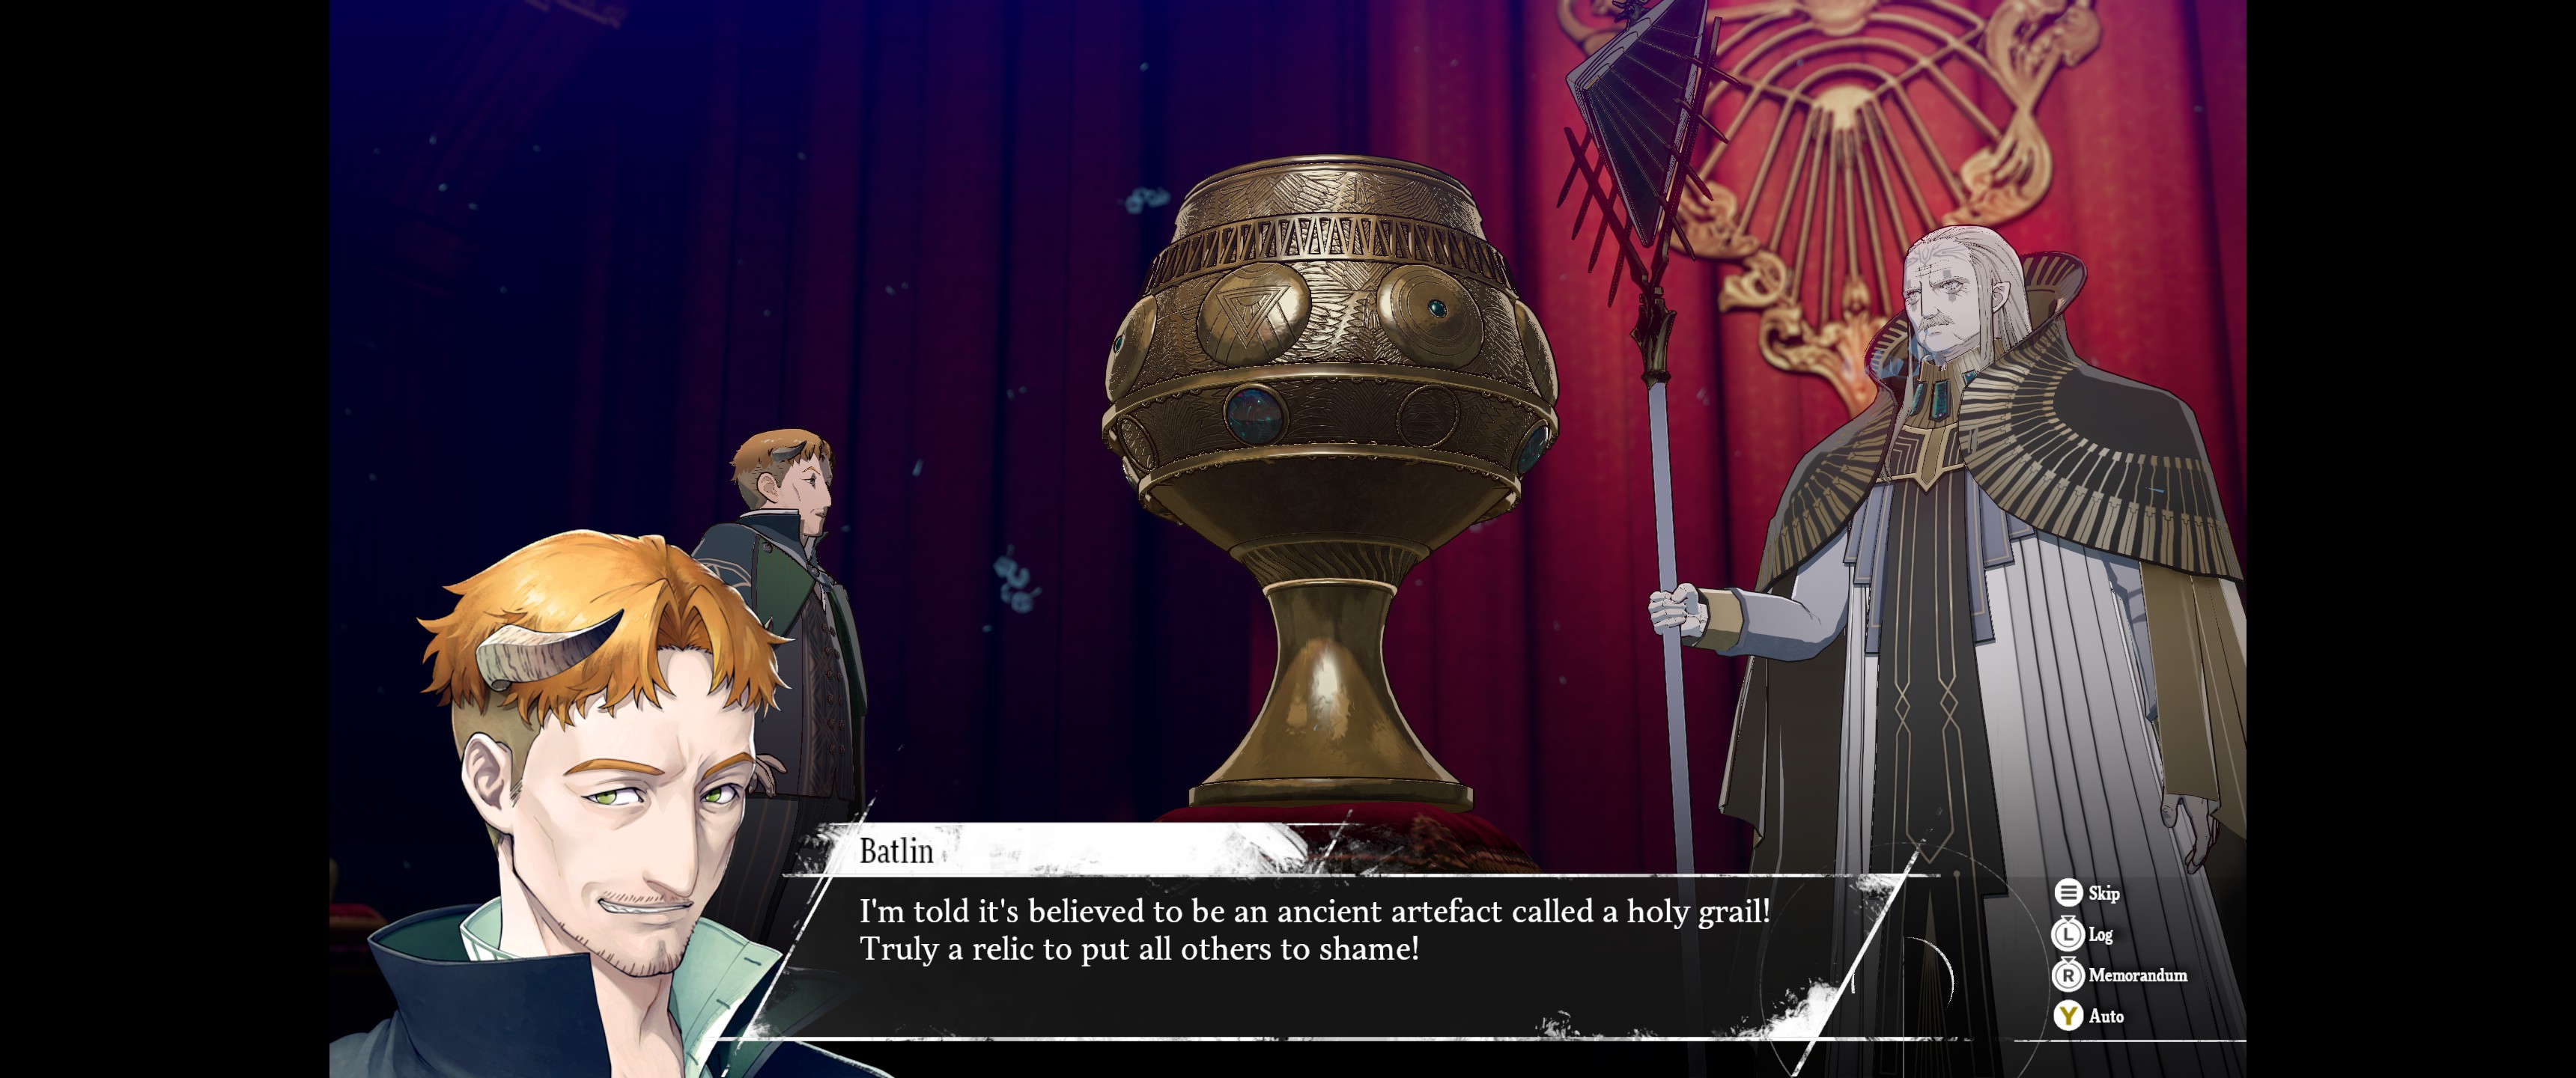 Batlin
I'm told it's believed to be an ancient artefact called a holy grail!
Truly a relic to put all others to shame!
Skip
L Log
R Memorandum
Y Auto